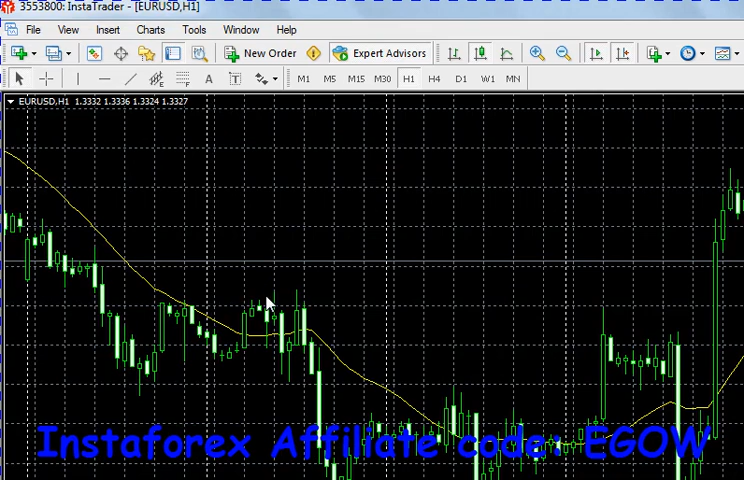 3553800: InstaTrader - [EURUSD,H1]
File View Insert Charts Tools Window Help
New Order Expert Advisors
A T M1 M5 M15 M30 H1 H4 D1 W1 MN
EURUSD,H1 1.3332 1.3336 1.3324 1.3327
Instaforex Affiliate code: EGOW